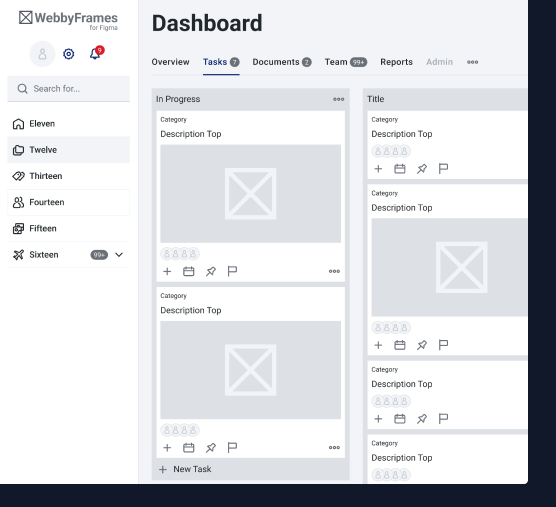 WebbyFrames
for Figma
9
Search for...
Eleven
Twelve
Thirteen
Fourteen
Fifteen
Sixteen 99+
Dashboard
Overview Tasks 7 Documents 2 Team 99+ Reports Admin
In Progress
Category
Description Top
Category
Description Top
New Task
Title
Category
Description Top
Category
Description Top
Category
Description Top
Category
Description Top